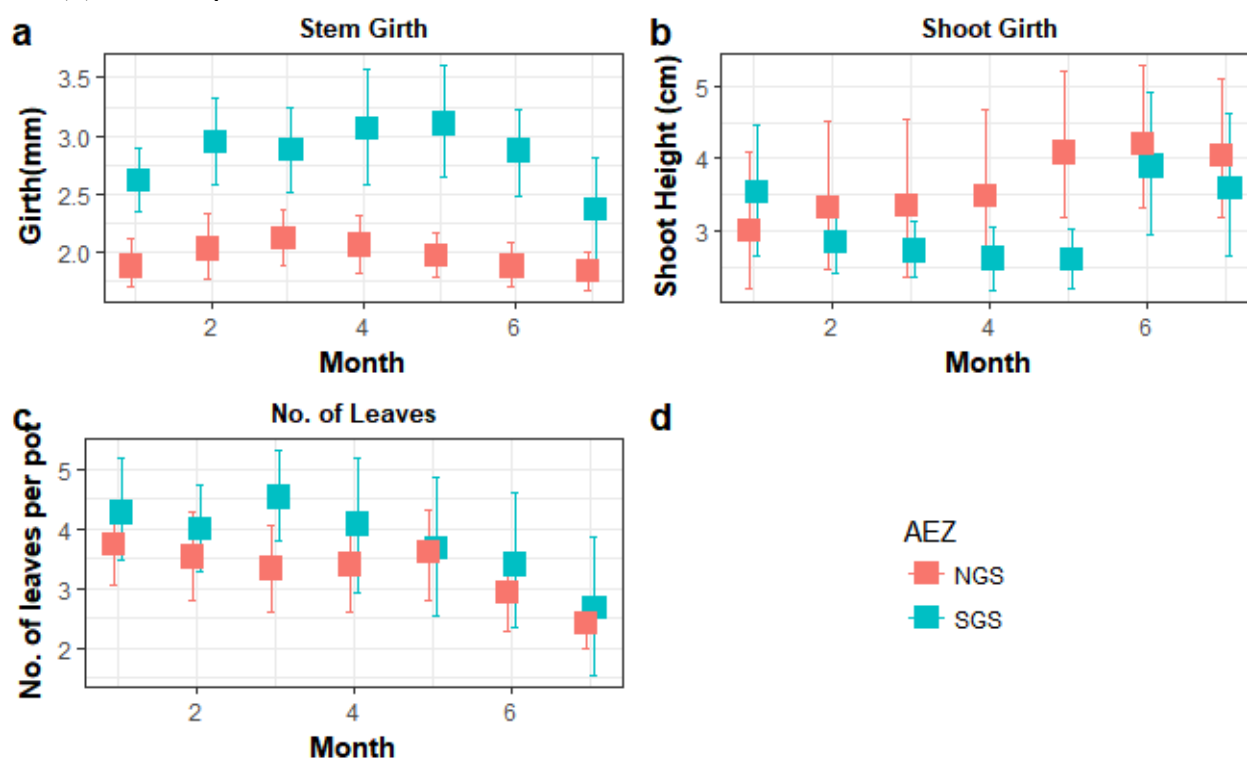 a
Stem Girth
Girth(mm)
3.5
3.0
2.5
2.0
2
4
6
Month
b
Shoot Girth
Shoot Height (cm)
5
4
3
2
4
6
Month
c
No. of Leaves
No. of leaves per pot
5
4
3
2
2
4
6
Month
d
AEZ
NGS
SGS